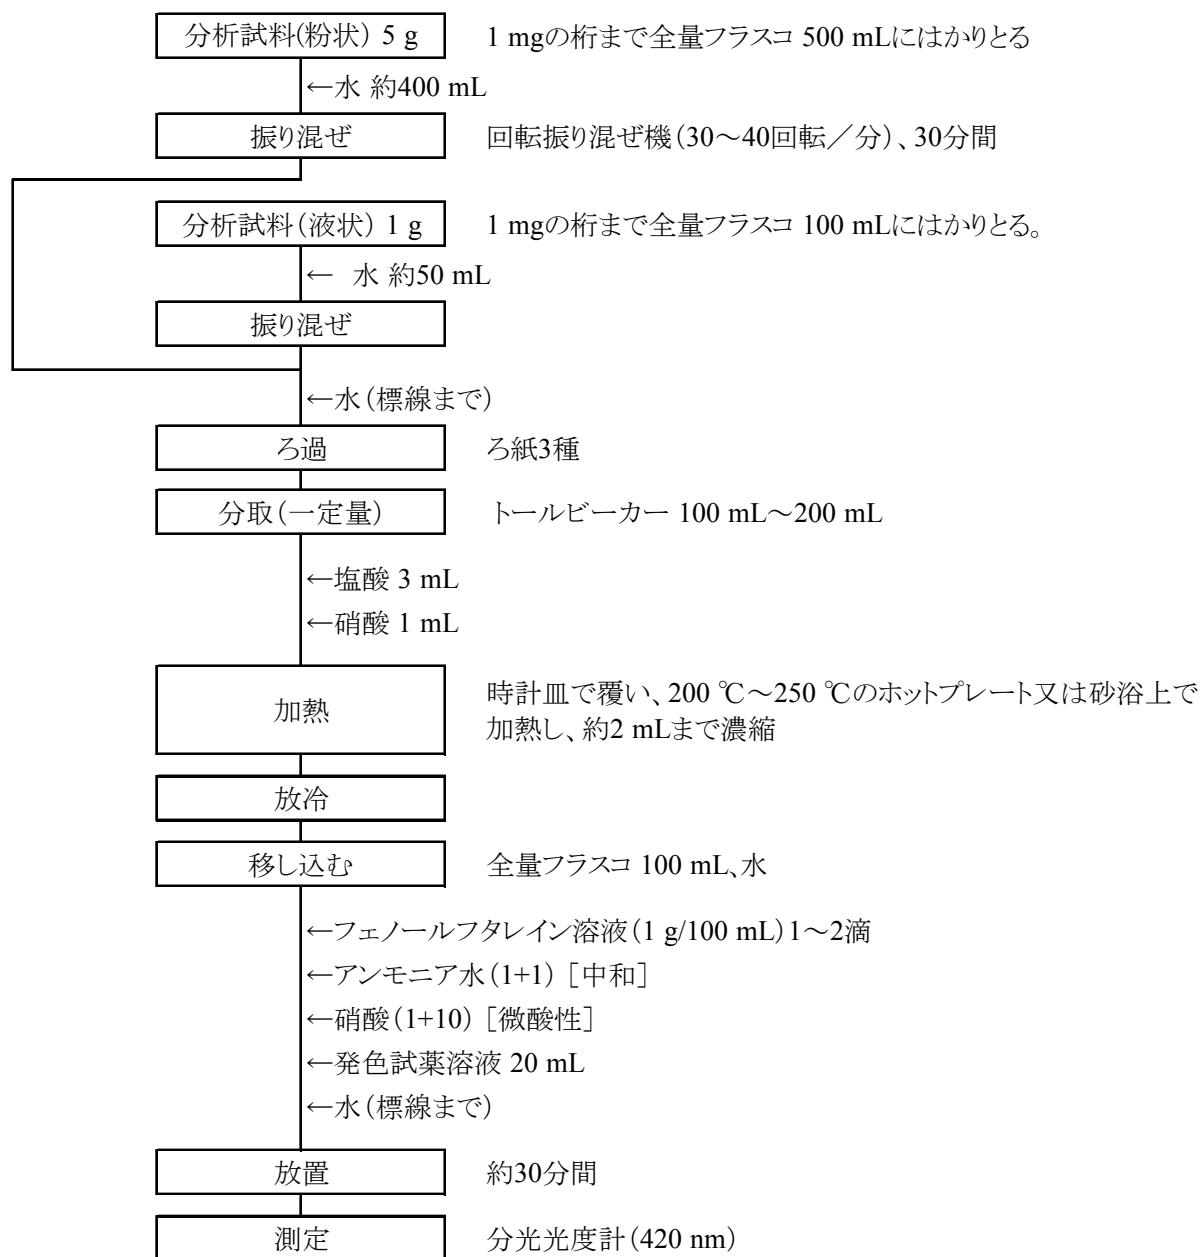 分析試料(粉状) 5 g 1 mgの桁まで全量フラスコ 500 mLにはかりとる
←水 約400 mL
振り混ぜ 回転振り混ぜ機(30～40回転／分)、30分間
分析試料(液状) 1 g 1 mgの桁まで全量フラスコ 100 mLにはかりとる。
← 水 約50 mL
振り混ぜ
←水(標線まで)
ろ過 ろ紙3種
分取(一定量) トールビーカー 100 mL～200 mL
←塩酸 3 mL
←硝酸 1 mL
加熱 時計皿で覆い、200 ℃～250 ℃のホットプレート又は砂浴上で
加熱し、約2 mLまで濃縮
放冷
移し込む 全量フラスコ 100 mL、水
←フェノールフタレイン溶液(1 g/100 mL)1～2滴
←アンモニア水(1+1) ［中和］
←硝酸(1+10) ［微酸性］
←発色試薬溶液 20 mL
←水(標線まで)
放置 約30分間
測定 分光光度計(420 nm)